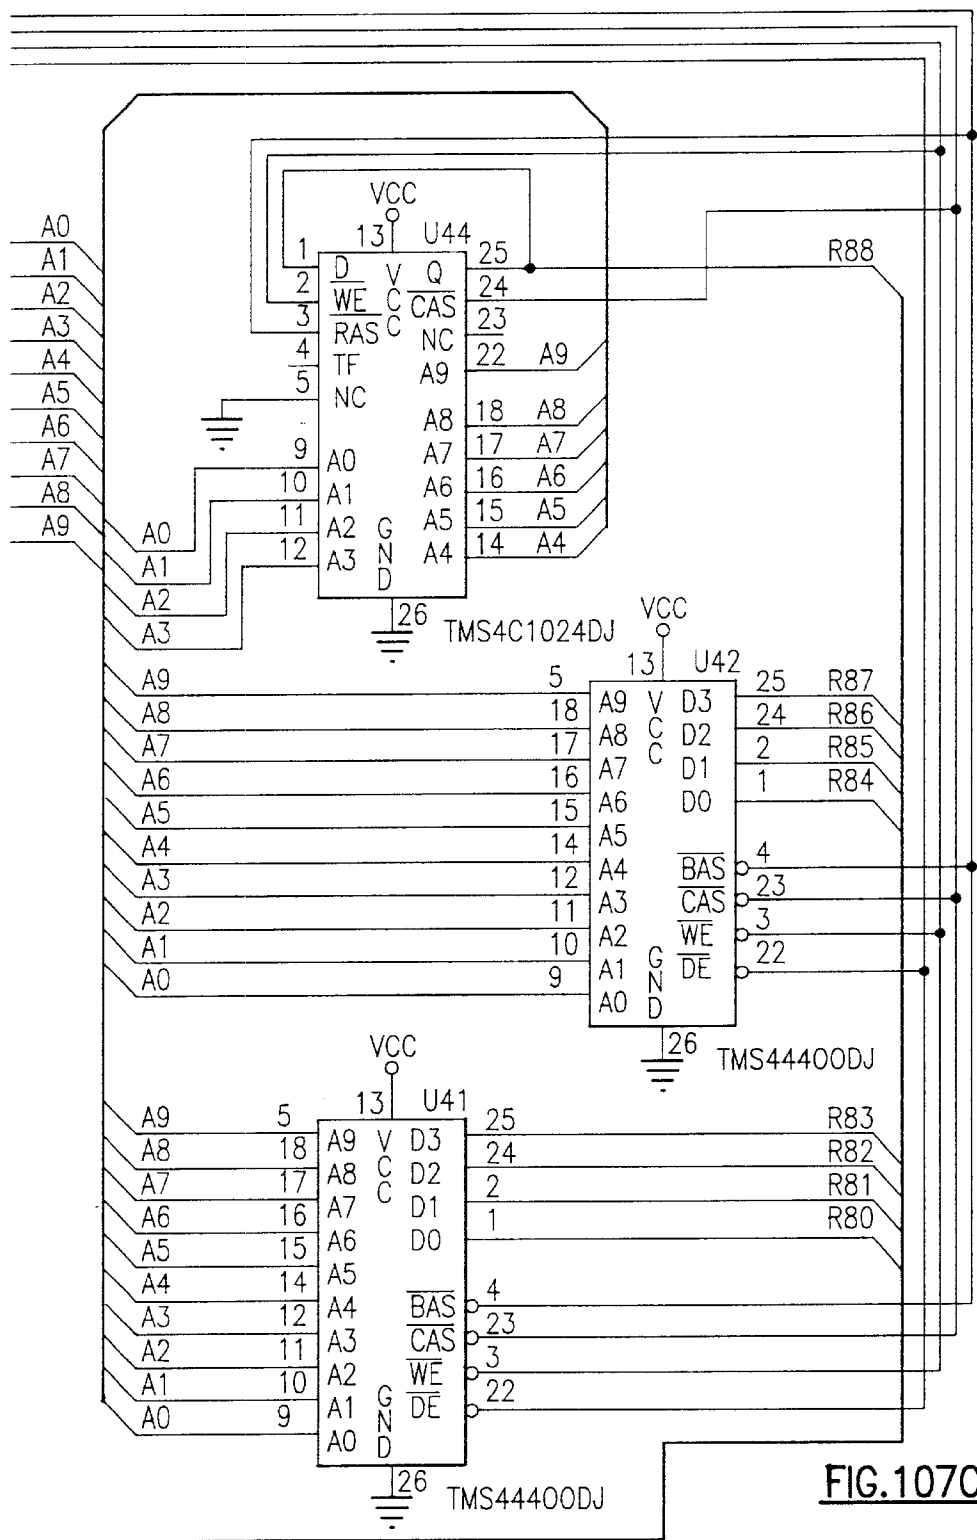 A0
A1
A2
A3
A4
A5
A6
A7
A8
A9
VCC
13 U44
1 D V Q 25 R88
2 WE C CAS 24
3 RAS C NC 23
4 TF A9 22 A9
5 NC
A8 18 A8
9 A0 A7 17 A7
10 A1 A6 16 A6
11 A2 G A5 15 A5
12 A3 N A4 14 A4
D
A0
A1
A2
A3
26 TMS4C1024DJ
VCC
13 U42
A9 5 A9 V D3 25 R87
A8 18 A8 C D2 24 R86
A7 17 A7 C D1 2 R85
A6 16 A6 D0 1 R84
A5 15 A5
A4 14 A4 BAS 4
A3 12 A3 CAS 23
A2 11 A2 WE 3
A1 10 A1 G DE 22
A0 9 A0 N
D
26 TMS44400DJ
VCC
13 U41
A9 5 A9 V D3 25 R83
A8 18 A8 C D2 24 R82
A7 17 A7 C D1 2 R81
A6 16 A6 D0 1 R80
A5 15 A5
A4 14 A4 BAS 4
A3 12 A3 CAS 23
A2 11 A2 WE 3
A1 10 A1 G DE 22
A0 9 A0 N
D
26 TMS44400DJ
FIG.107C